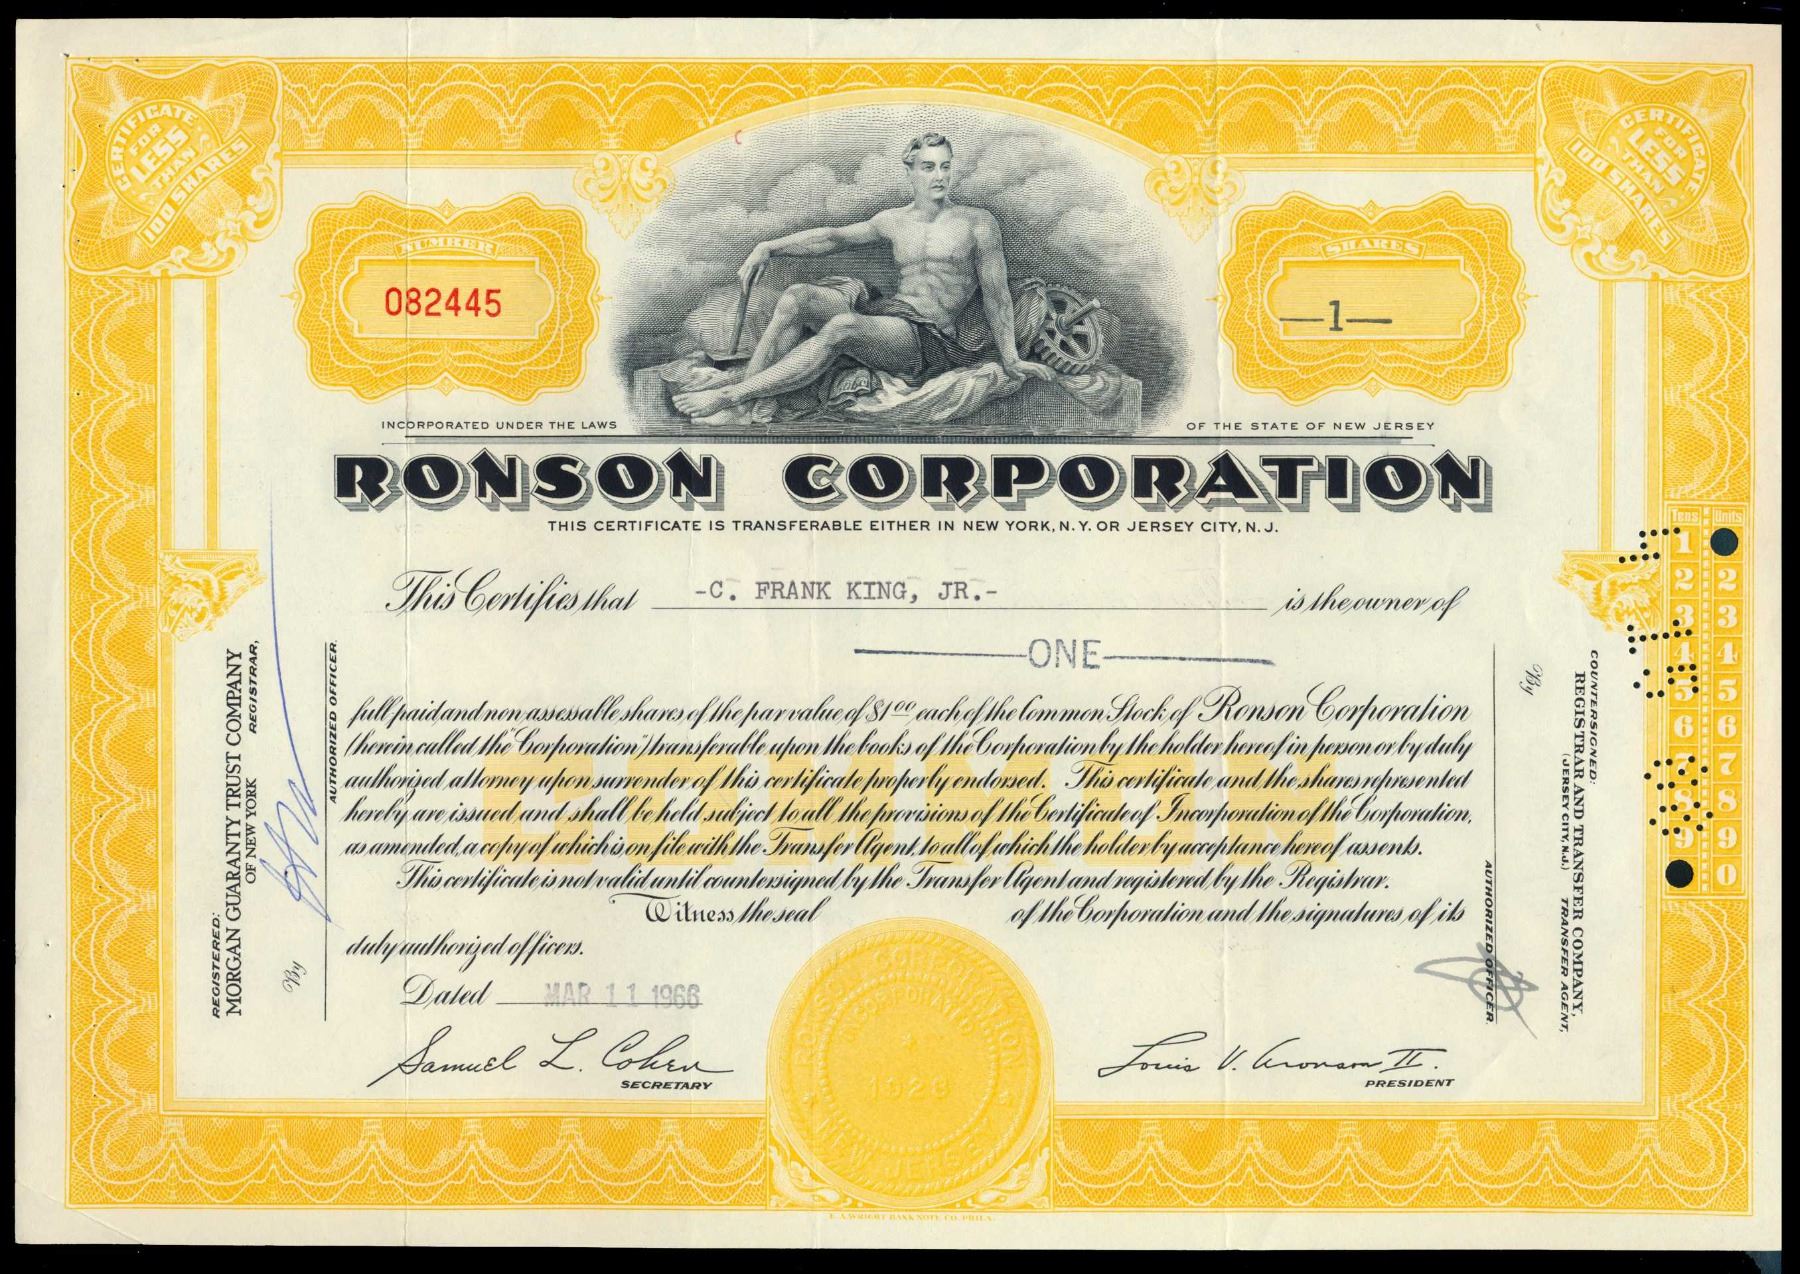 CERTIFICATE FOR LESS THAN 100 SHARES
CERTIFICATE FOR LESS THAN 100 SHARES
NUMBER
082445
SHARES
—1—
INCORPORATED UNDER THE LAWS
OF THE STATE OF NEW JERSEY
RONSON CORPORATION
THIS CERTIFICATE IS TRANSFERABLE EITHER IN NEW YORK, N.Y. OR JERSEY CITY, N.J.
This Certifies that -C. FRANK KING, JR.- is the owner of
ONE
full paid and non assessable shares of the par value of $1.00 each of the Common Stock of Ronson Corporation
(herein called the "Corporation") transferable upon the books of the Corporation by the holder hereof in person or by duly
authorized attorney upon surrender of this certificate properly endorsed. This certificate and the shares represented
hereby are issued and shall be held subject to all the provisions of the Certificate of Incorporation of the Corporation,
as amended, a copy of which is on file with the Transfer Agent, to all of which the holder by acceptance hereof assents.
This certificate is not valid until countersigned by the Transfer Agent and registered by the Registrar.
Witness the seal of the Corporation and the signatures of its
duly authorized officers.
Dated MAR 11 1966
Samuel L. Cohen
SECRETARY
Louis V. Aronson II.
PRESIDENT
RONSON CORPORATION
1928
NEW JERSEY
E. A. WRIGHT BANK NOTE CO. PHILA.
REGISTERED:
MORGAN GUARANTY TRUST COMPANY
OF NEW YORK
REGISTRAR,
By
AUTHORIZED OFFICER.
COUNTERSIGNED:
REGISTRAR AND TRANSFER COMPANY,
(JERSEY CITY, N.J.)
TRANSFER AGENT,
By
AUTHORIZED OFFICER.
Tens Units
1
2 2
3 3
4 4
5 5
6 6
7 7
8 8
9 9
0